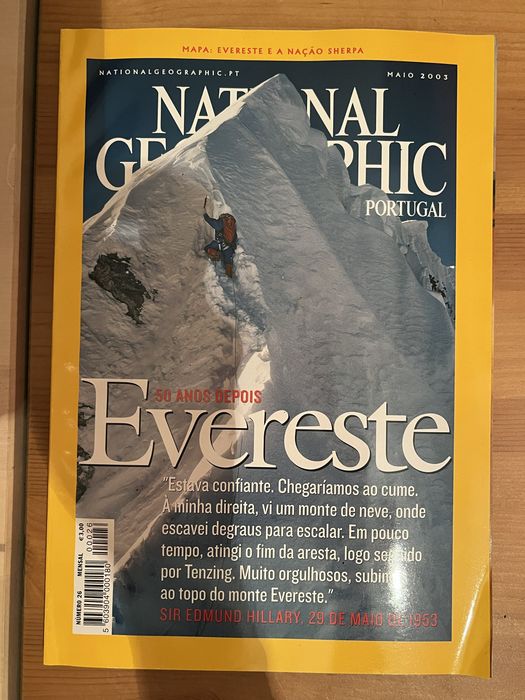 MAPA: EVERESTE E A NAÇÃO SHERPA
NATIONALGEOGRAPHIC.PT MAIO 2003
NATIONAL
GEOGRAPHIC
PORTUGAL
50 ANOS DEPOIS
Evereste
"Estava confiante. Chegaríamos ao cume.
À minha direita, vi um monte de neve, onde
escavei degraus para escalar. Em pouco
tempo, atingi o fim da aresta, logo seguido
por Tenzing. Muito orgulhosos, subimos
ao topo do monte Evereste."
SIR EDMUND HILLARY, 29 DE MAIO DE 1953
NÚMERO 26 MENSAL €3,00
00026
5603904000180